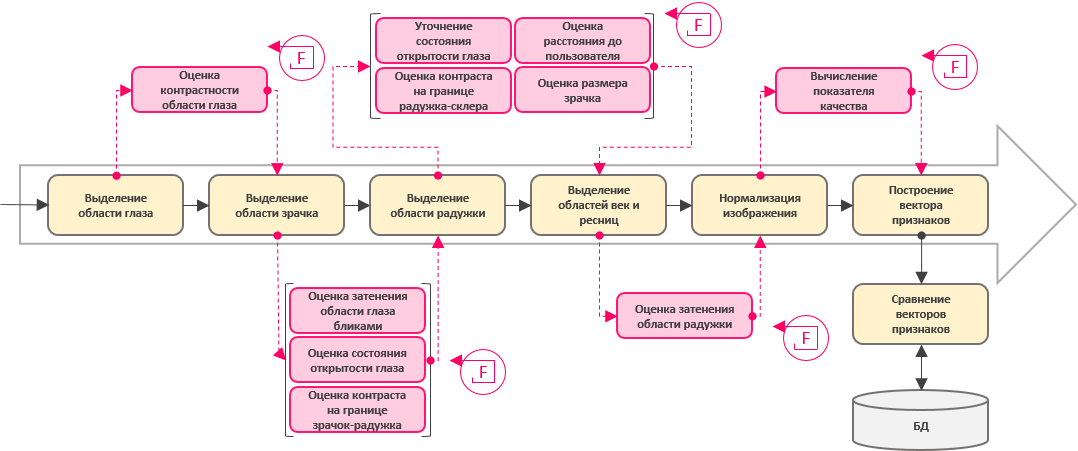 Оценка
контрастности
области глаза
F
Уточнение
состояния
открытости глаза
Оценка
расстояния до
пользователя
Оценка контраста
на границе
радужка-склера
Оценка размера
зрачка
F
Вычисление
показателя
качества
F
Выделение
области глаза
Выделение
области зрачка
Выделение
области радужки
Выделение
областей век и
ресниц
Нормализация
изображения
Построение
вектора
признаков
Оценка затенения
области глаза
бликами
Оценка состояния
открытости глаза
Оценка контраста
на границе
зрачок-радужка
F
Оценка затенения
области радужки
F
Сравнение
векторов
признаков
БД